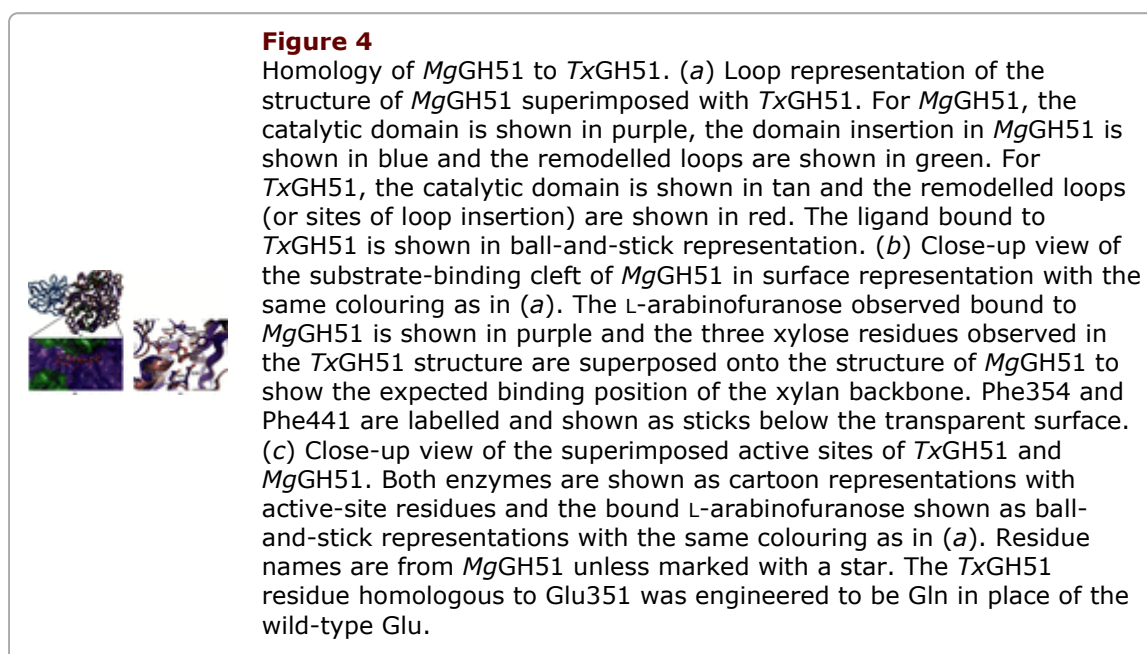 Figure 4
Homology of MgGH51 to TxGH51. (a) Loop representation of the
structure of MgGH51 superimposed with TxGH51. For MgGH51, the
catalytic domain is shown in purple, the domain insertion in MgGH51 is
shown in blue and the remodelled loops are shown in green. For
TxGH51, the catalytic domain is shown in tan and the remodelled loops
(or sites of loop insertion) are shown in red. The ligand bound to
TxGH51 is shown in ball-and-stick representation. (b) Close-up view of
the substrate-binding cleft of MgGH51 in surface representation with the
same colouring as in (a). The L-arabinofuranose observed bound to
MgGH51 is shown in purple and the three xylose residues observed in
the TxGH51 structure are superposed onto the structure of MgGH51 to
show the expected binding position of the xylan backbone. Phe354 and
Phe441 are labelled and shown as sticks below the transparent surface.
(c) Close-up view of the superimposed active sites of TxGH51 and
MgGH51. Both enzymes are shown as cartoon representations with
active-site residues and the bound L-arabinofuranose shown as ball-
and-stick representations with the same colouring as in (a). Residue
names are from MgGH51 unless marked with a star. The TxGH51
residue homologous to Glu351 was engineered to be Gln in place of the
wild-type Glu.